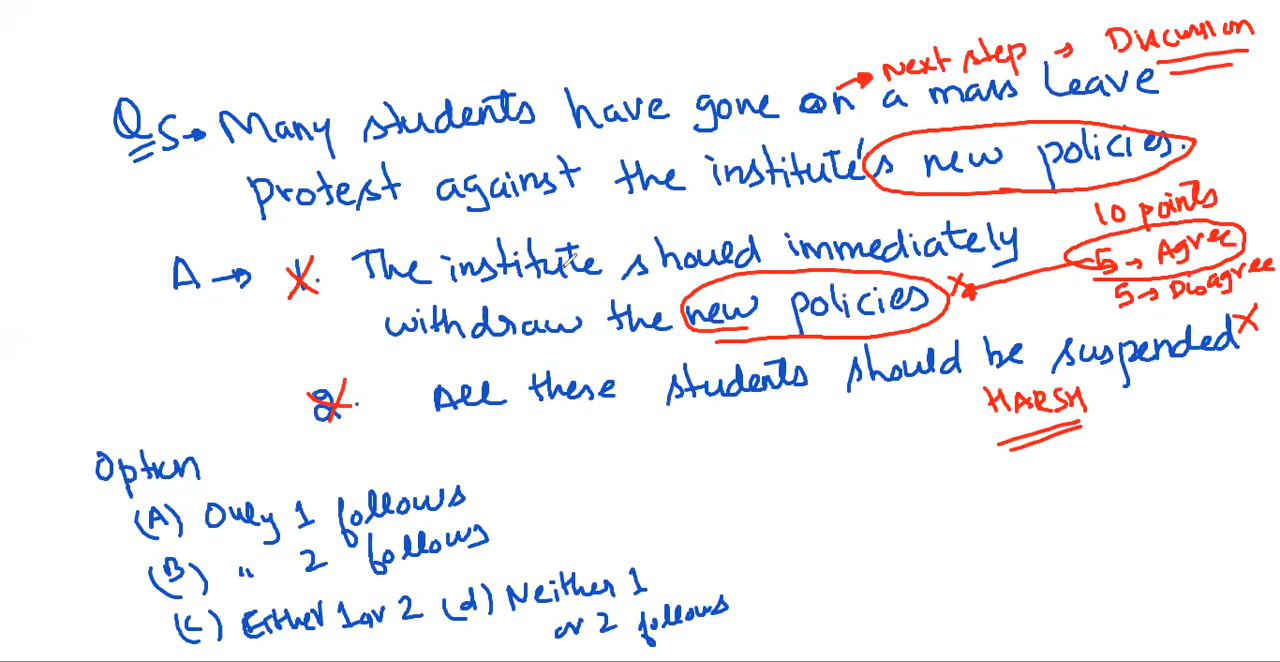 Next step → Discussion
Q5→ Many students have gone on a mass leave
protest against the institute's new policies.
10 points
A → 1. The institute should immediately
5 → Agree
withdraw the new policies
5 → Disagree
2. All these students should be suspended
HARSH
Option
(A) Only 1 follows
(B) " 2 follows
(C) Either 1 or 2 (d) Neither 1
or 2 follows